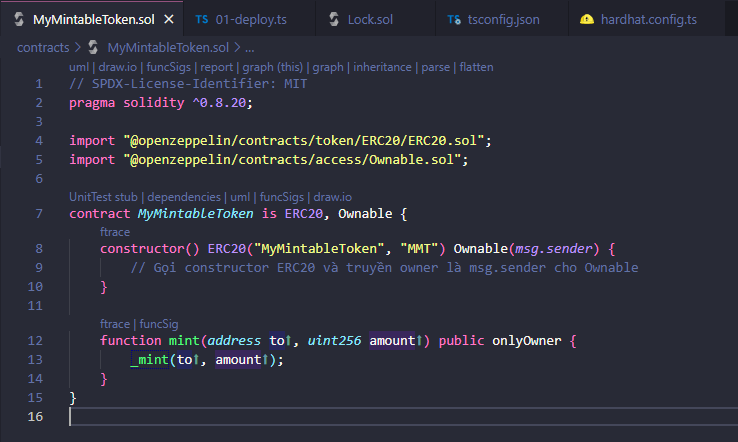 MyMintableToken.sol X TS 01-deploy.ts Lock.sol tsconfig.json hardhat.config.ts
contracts > MyMintableToken.sol > ...
uml | draw.io | funcSigs | report | graph (this) | graph | inheritance | parse | flatten
1 // SPDX-License-Identifier: MIT
2 pragma solidity ^0.8.20;
3
4 import "@openzeppelin/contracts/token/ERC20/ERC20.sol";
5 import "@openzeppelin/contracts/access/Ownable.sol";
6
UnitTest stub | dependencies | uml | funcSigs | draw.io
7 contract MyMintableToken is ERC20, Ownable {
ftrace
8 constructor() ERC20("MyMintableToken", "MMT") Ownable(msg.sender) {
9 // Gọi constructor ERC20 và truyền owner là msg.sender cho Ownable
10 }
11
ftrace | funcSig
12 function mint(address to⬆, uint256 amount⬆) public onlyOwner {
13 _mint(to⬆, amount⬆);
14 }
15 }
16